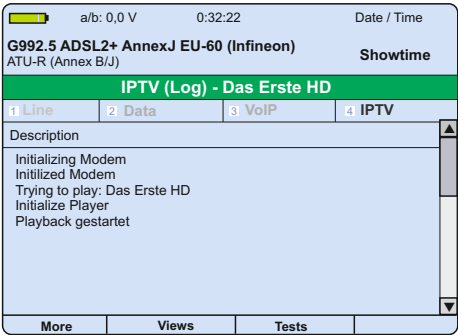 a/b: 0,0 V 0:32:22 Date / Time
G992.5 ADSL2+ AnnexJ EU-60 (Infineon)
ATU-R (Annex B/J) Showtime
IPTV (Log) - Das Erste HD
1 Line 2 Data 3 VoIP 4 IPTV
Description
Initializing Modem
Initilized Modem
Trying to play: Das Erste HD
Initialize Player
Playback gestartet
More Views Tests